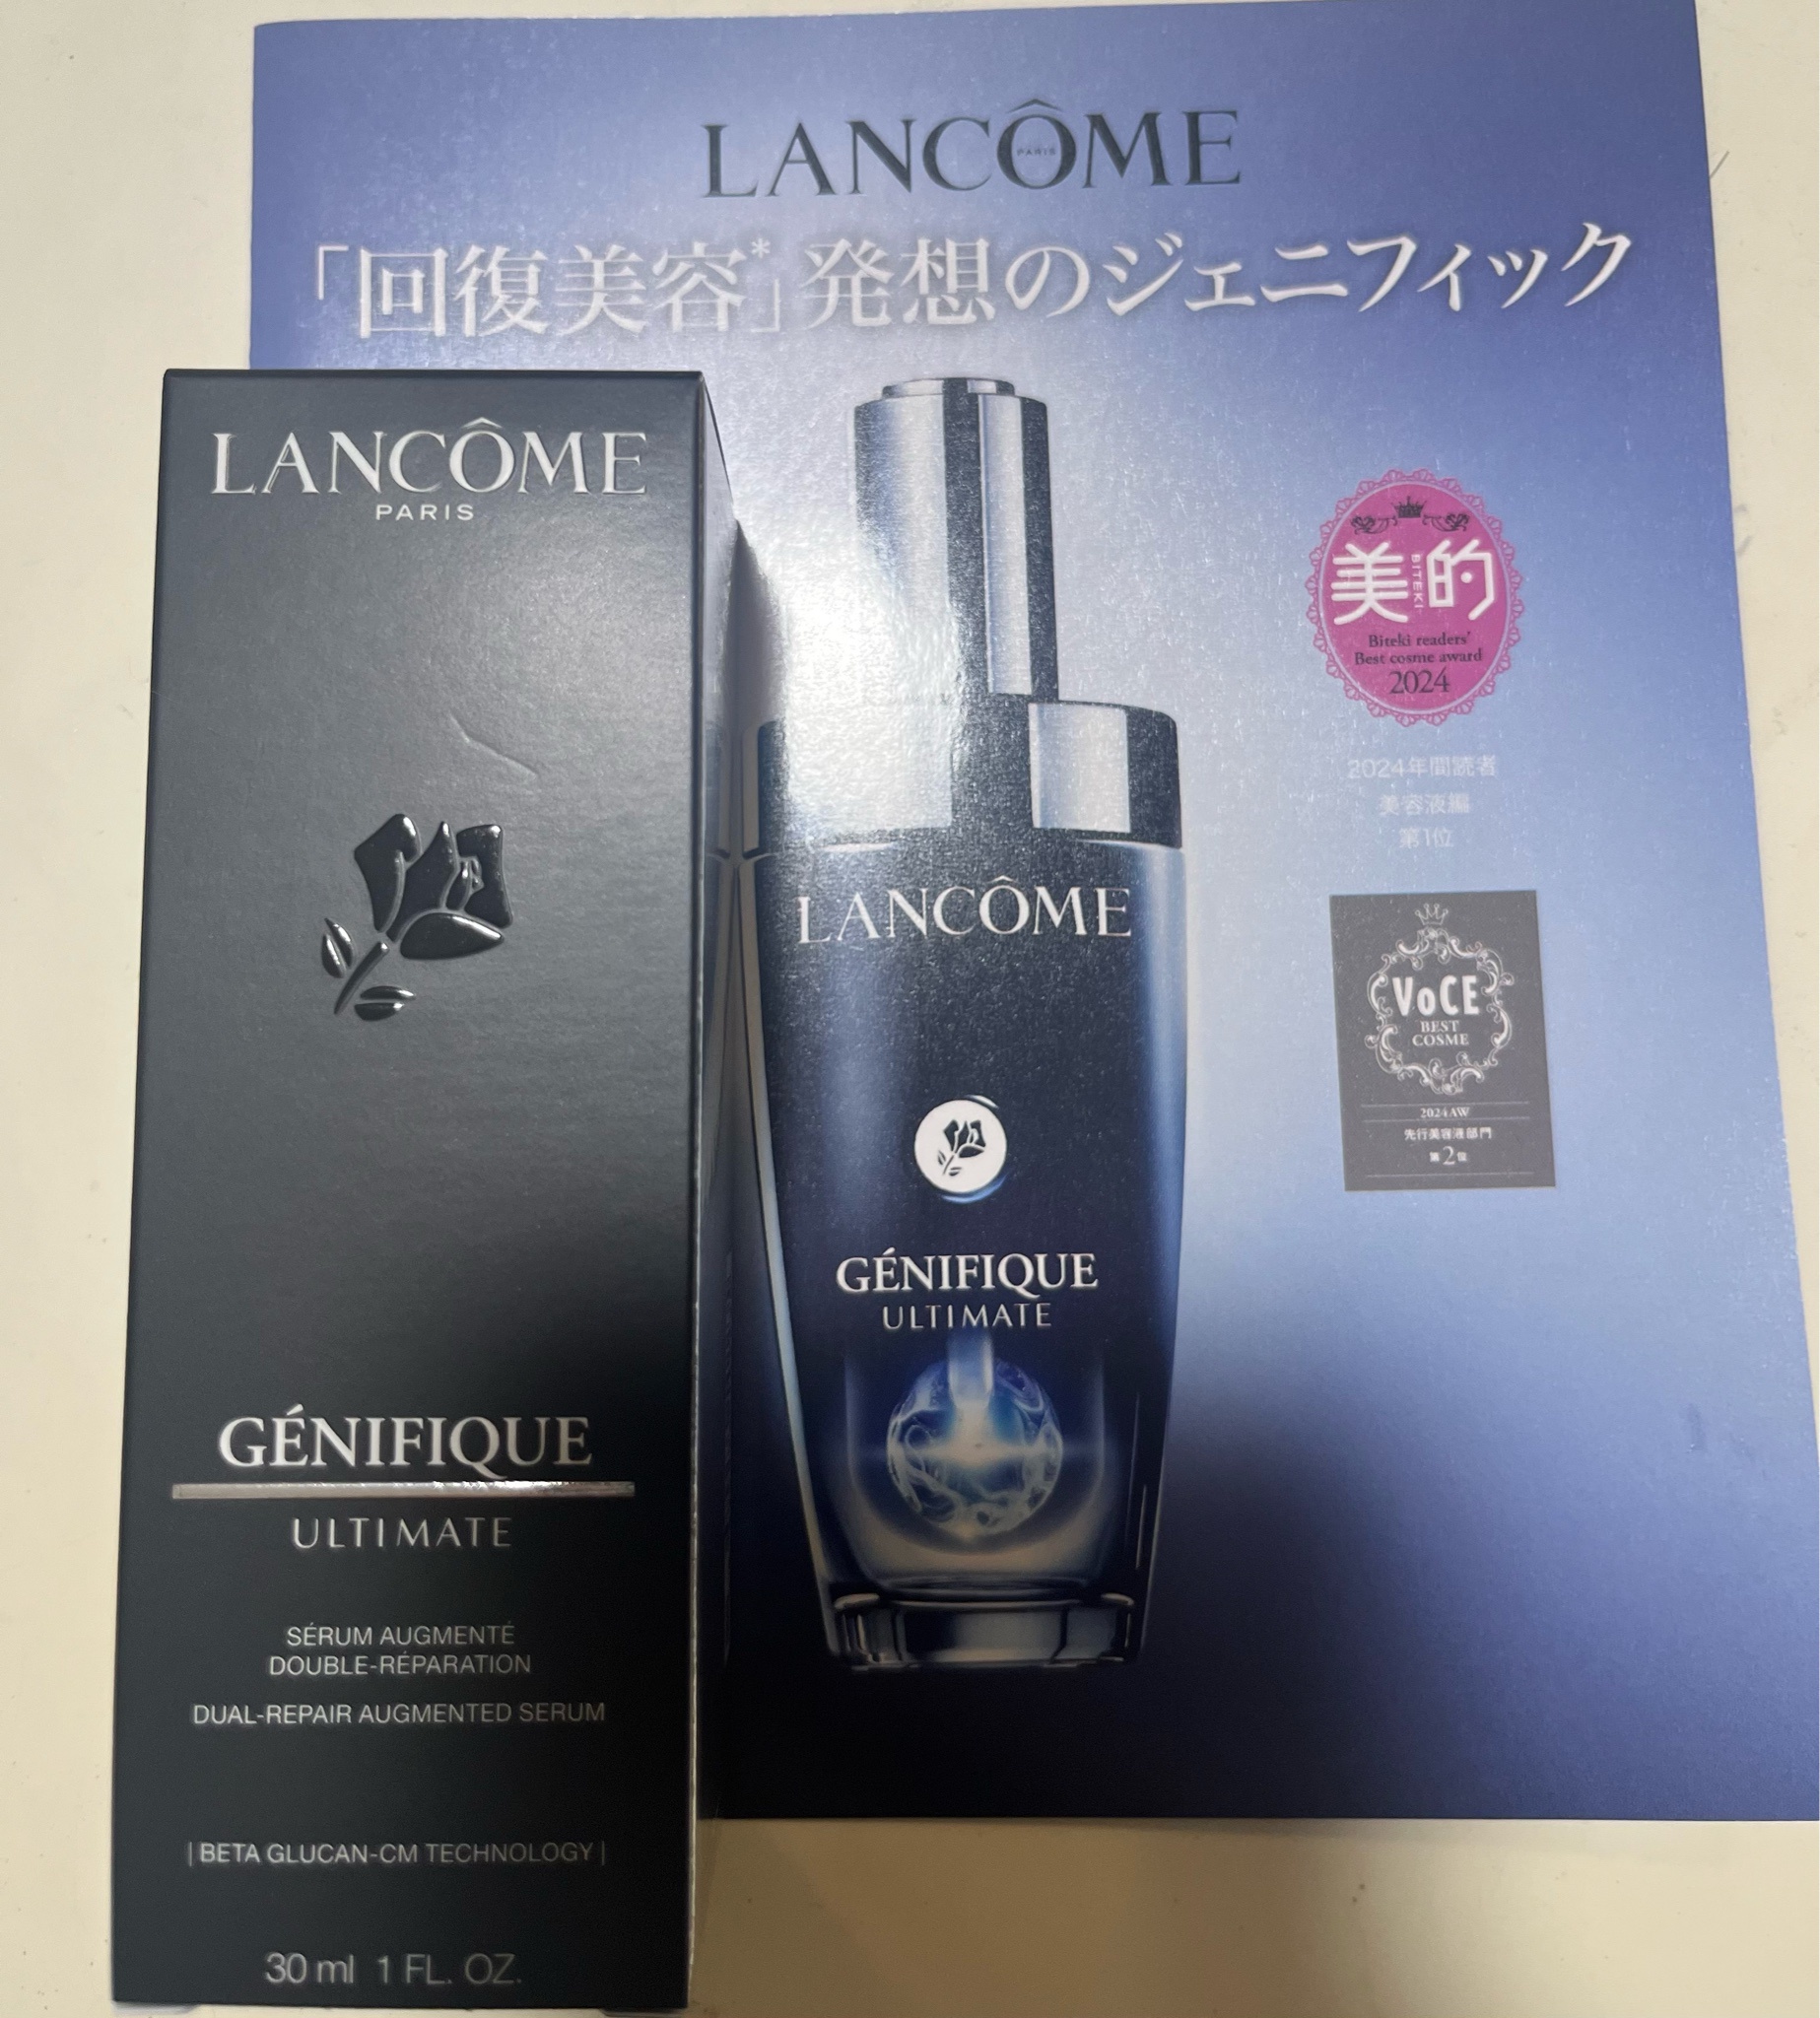 LANCÔME
PARIS
「回復美容*」発想のジェニフィック
美的
BITEKI
Biteki readers'
Best cosme award
2024
2024年間読者
美容液編
第1位
VoCE
BEST
COSME
2024AW
先行美容液部門
第2位
LANCÔME
GÉNIFIQUE
ULTIMATE
LANCÔME
PARIS
GÉNIFIQUE
ULTIMATE
SÉRUM AUGMENTÉ
DOUBLE-RÉPARATION
DUAL-REPAIR AUGMENTED SERUM
| BETA GLUCAN-CM TECHNOLOGY |
30 ml 1 FL. OZ.